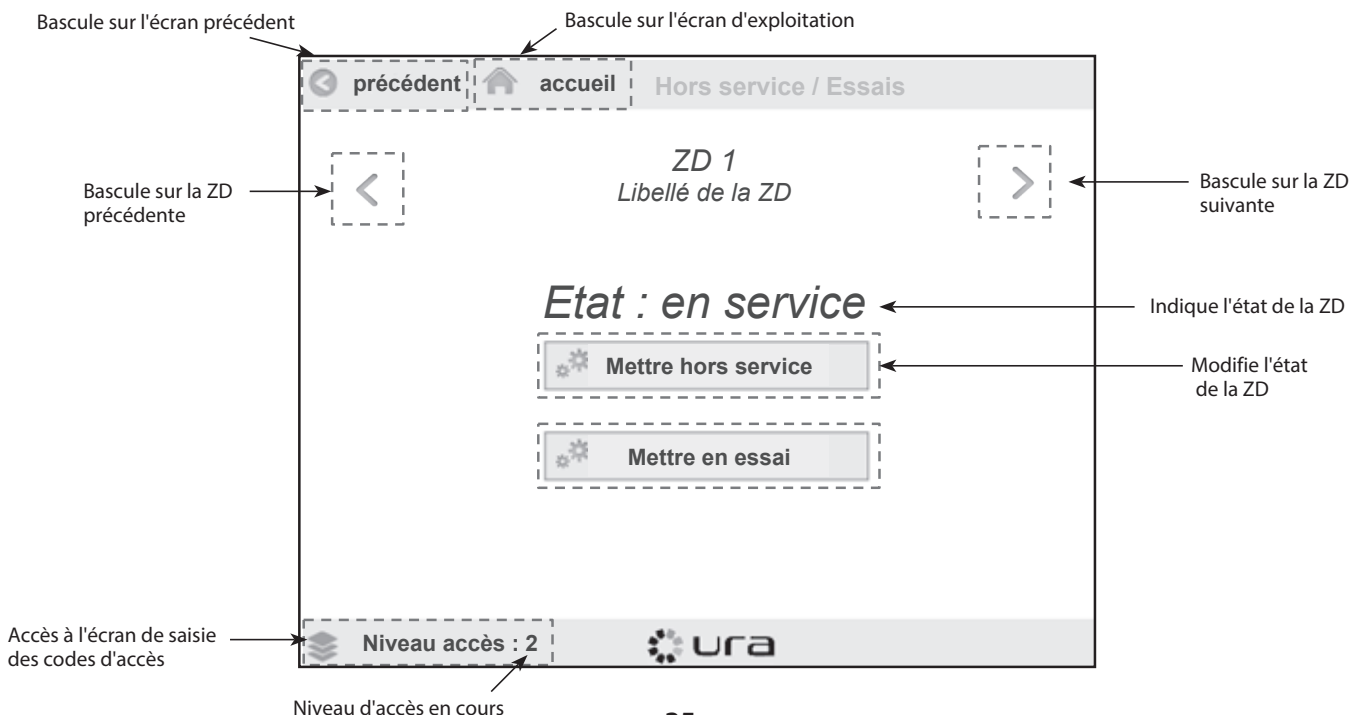 Bascule sur l'écran précédent
Bascule sur l'écran d'exploitation
précédent
accueil
Hors service / Essais
ZD 1
Libellé de la ZD
Bascule sur la ZD
précédente
Bascule sur la ZD
suivante
Etat : en service
Indique l'état de la ZD
Mettre hors service
Modifie l'état
de la ZD
Mettre en essai
Accès à l'écran de saisie
des codes d'accès
Niveau accès : 2
ura
Niveau d'accès en cours